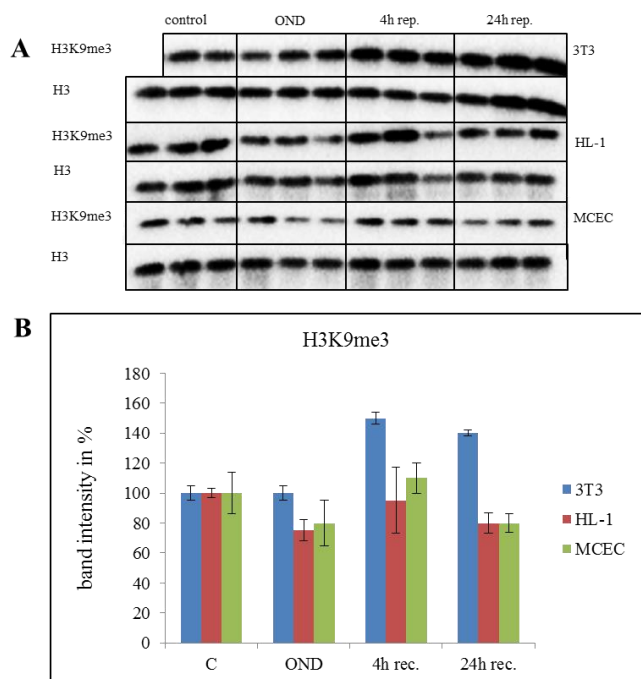 control OND 4h rep. 24h rep.
A H3K9me3 3T3
H3
H3K9me3 HL-1
H3
H3K9me3 MCEC
H3
B
H3K9me3
180
160
140
120
100
80
60
40
20
0
band intensity in %
C OND 4h rec. 24h rec.
3T3
HL-1
MCEC